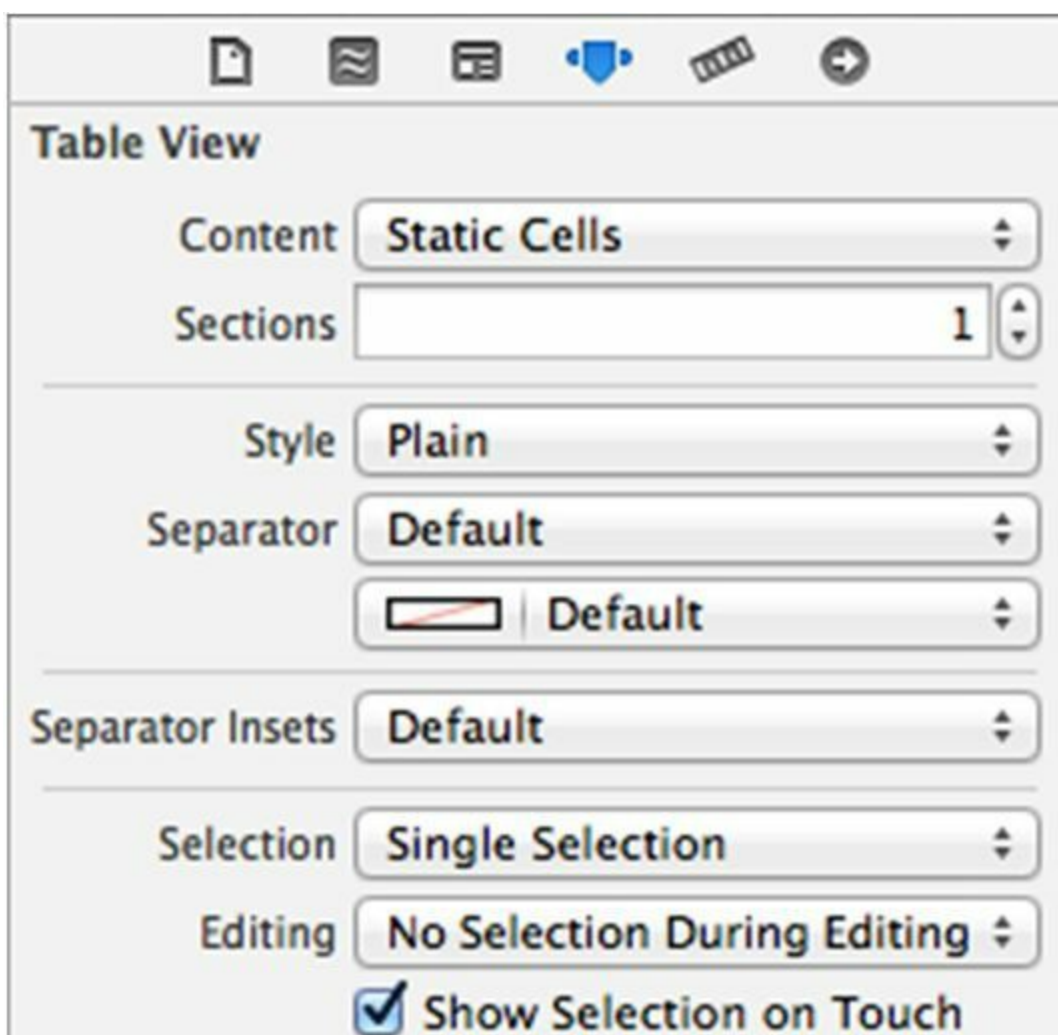 Table View
Content Static Cells
Sections 1
Style Plain
Separator Default
Default
Separator Insets Default
Selection Single Selection
Editing No Selection During Editing
Show Selection on Touch